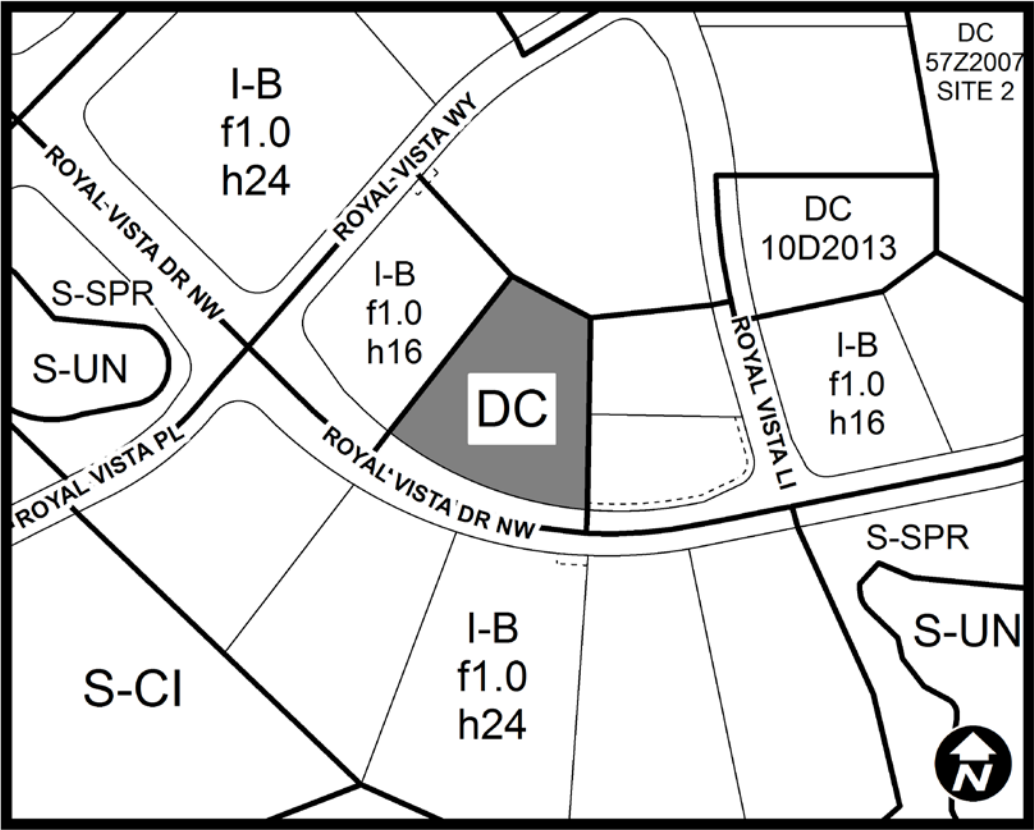 DC
57Z2007
SITE 2
I-B
f1.0
h24
ROYAL VISTA WY
ROYAL VISTA DR NW
DC
10D2013
S-SPR
I-B
f1.0
h16
S-UN
ROYAL VISTA LI
I-B
f1.0
h16
DC
ROYAL VISTA PL
ROYAL VISTA DR NW
S-SPR
I-B
f1.0
h24
S-UN
S-CI
N